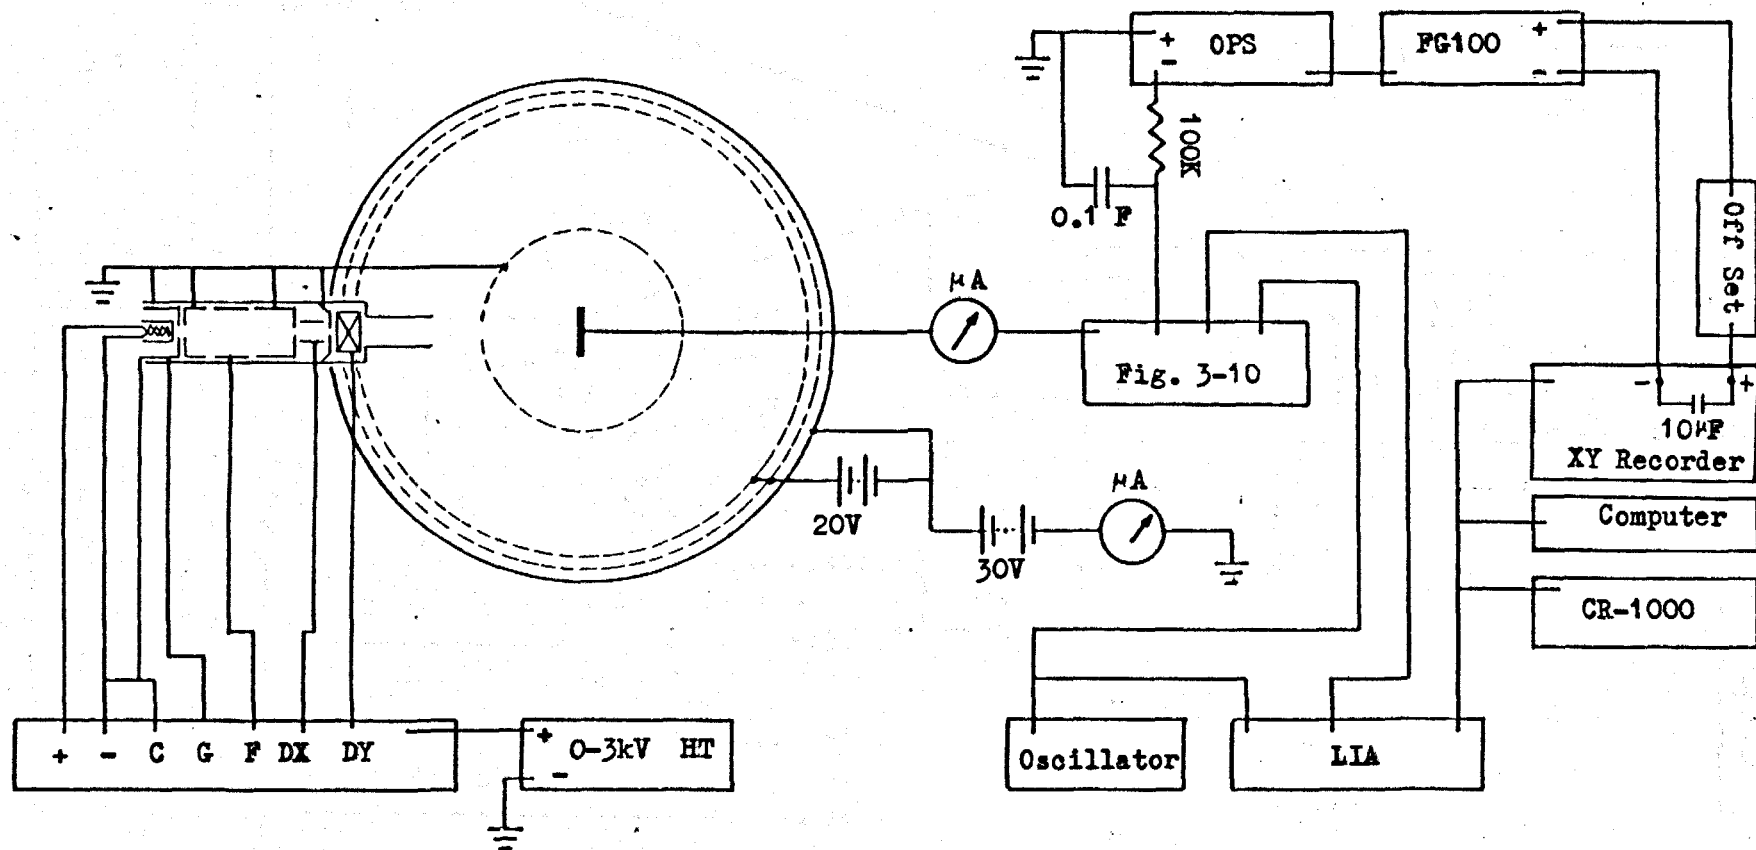 + OPS
-
FG100 +
-
100K
0.1 F
Off Set
μA
Fig. 3-10
- +
10μF
XY Recorder
μA
Computer
20V
30V
CR-1000
+ - C G F DX DY
+ 0-3kV HT
-
Oscillator
LIA